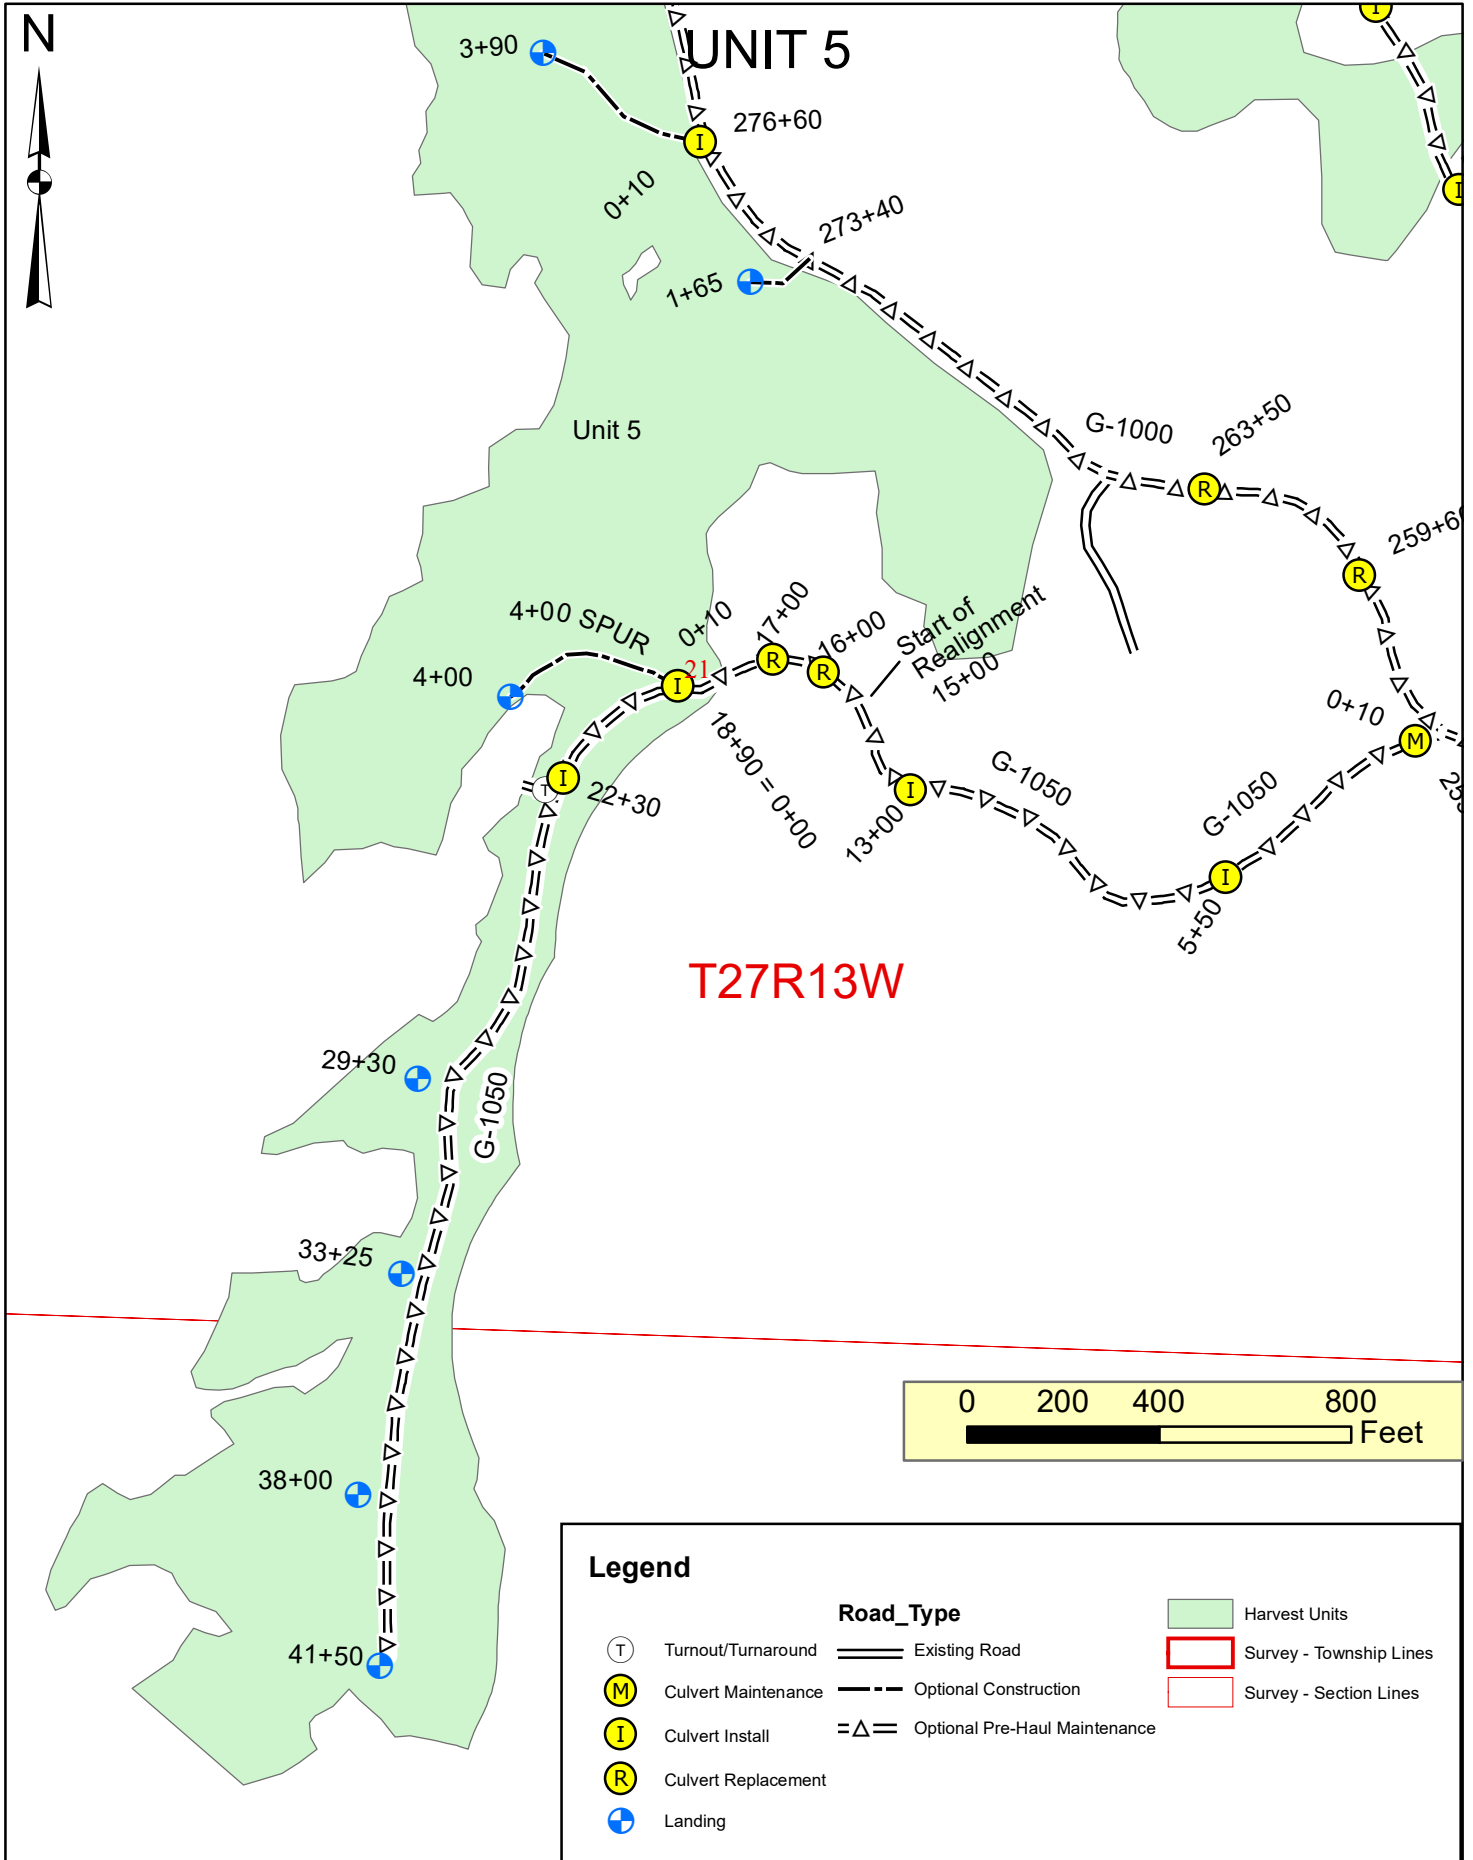 N
UNIT 5
3+90
I
276+60
I
0+10
I
273+40
1+65
Unit 5
G-1000
263+50
R
259+60
R
4+00 SPUR
0+10
17+00
16+00
Start of
Realignment
15+00
R
R
21
I
4+00
0+10
M
18+90 = 0+00
T
I
22+30
I
13+00
G-1050
G-1050
I
5+50
T27R13W
29+30
G-1050
33+25
0 200 400 800
Feet
38+00
41+50
Legend
Road_Type
T Turnout/Turnaround
M Culvert Maintenance
I Culvert Install
R Culvert Replacement
Landing
Existing Road
Optional Construction
Optional Pre-Haul Maintenance
Harvest Units
Survey - Township Lines
Survey - Section Lines